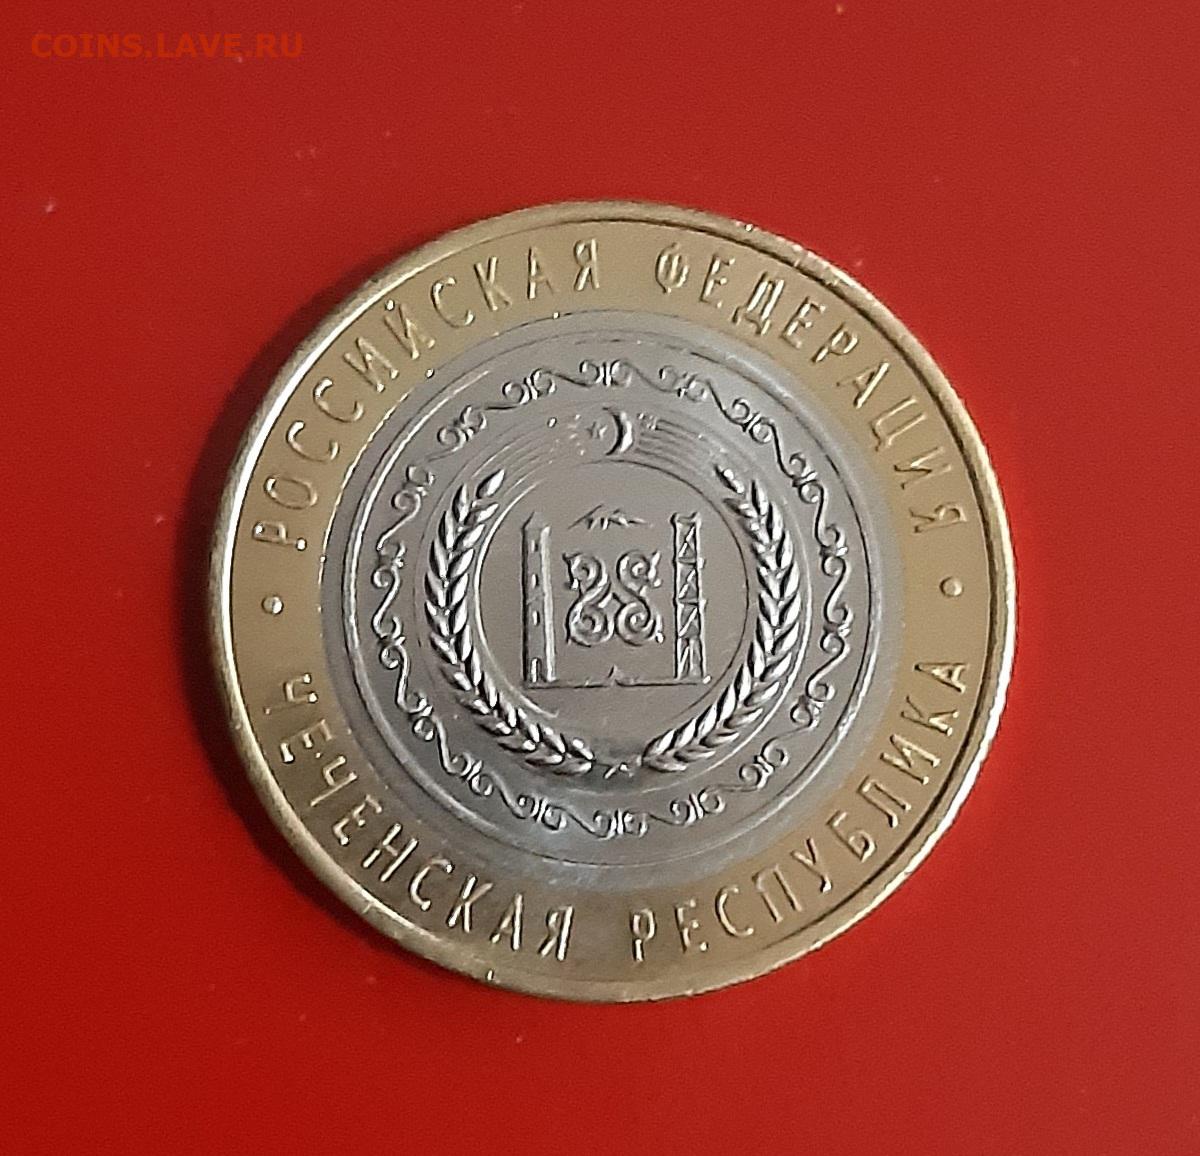 COINS.LAVE.RU
РОССИЙСКАЯ ФЕДЕРАЦИЯ
• ЧЕЧЕНСКАЯ РЕСПУБЛИКА •